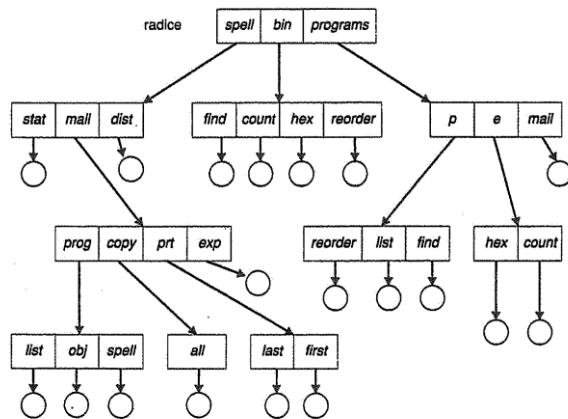 radice spell bin programs
stat mail dist find count hex reorder p e mail
prog copy prt exp reorder list find hex count
list obj spell all last first